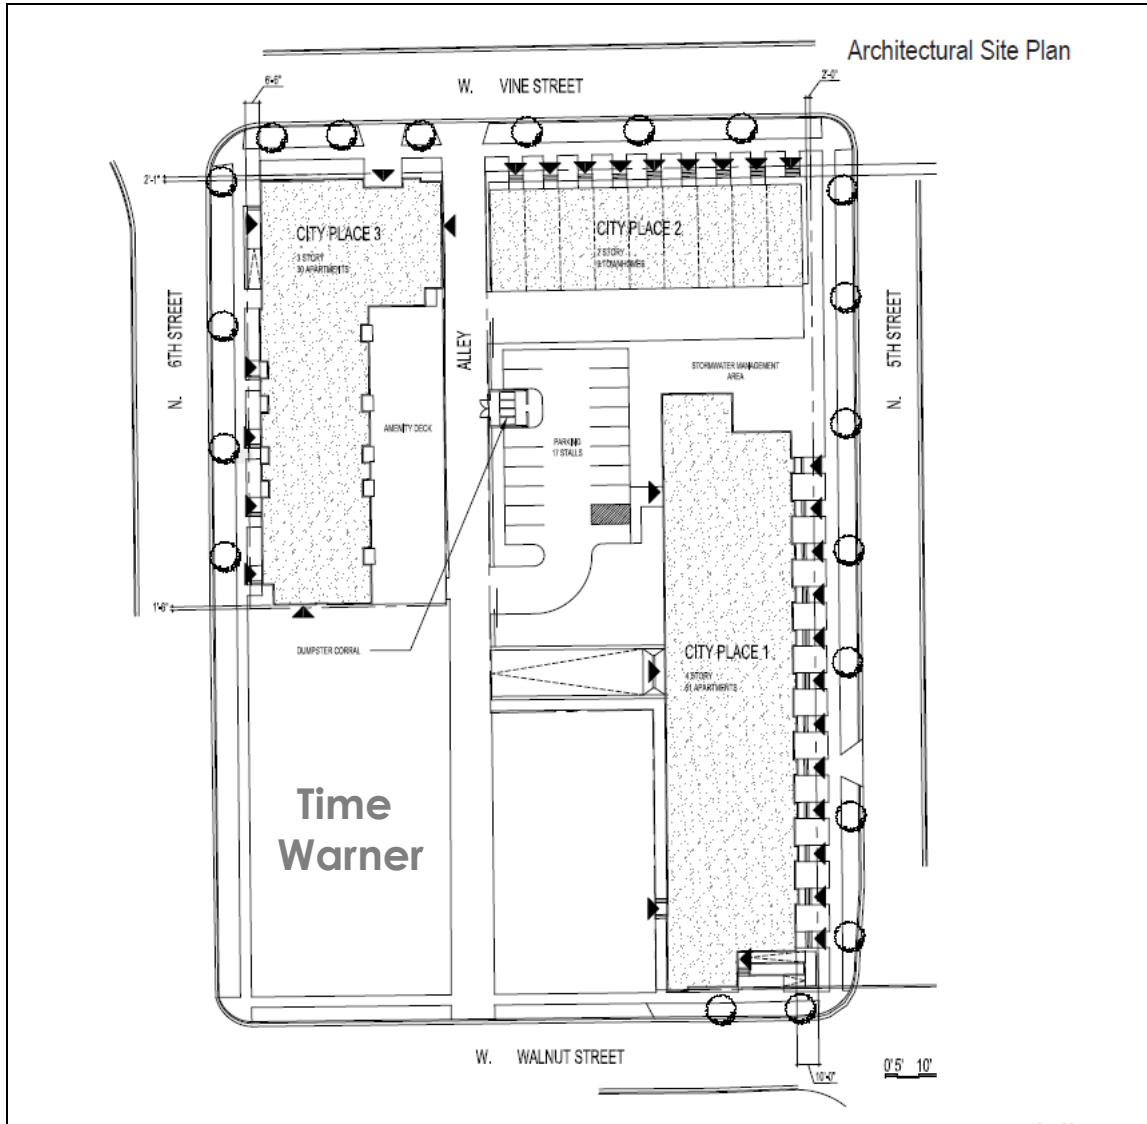 Architectural Site Plan
6'-6"
2'-0"
W. VINE STREET
2'-1"
CITY PLACE 3
3 STORY
30 APARTMENTS
CITY PLACE 2
2 STORY
9 TOWNHOMES
N. 6TH STREET
ALLEY
N. 5TH STREET
STORMWATER MANAGEMENT
AREA
AMENITY DECK
PARKING
17 STALLS
1'-6"
DUMPSTER CORRAL
CITY PLACE 1
4 STORY
51 APARTMENTS
Time
Warner
W. WALNUT STREET
0' 5' 10'
10'-0"